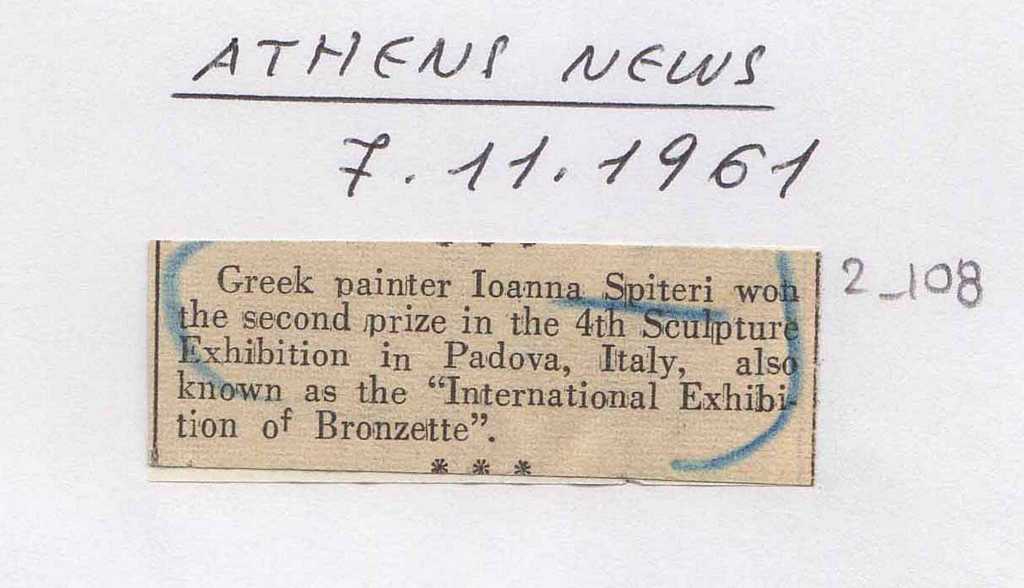 ATHENS NEWS
7.11.1961
2_108
Greek painter Ioanna Spiteri won
the second prize in the 4th Sculpture
Exhibition in Padova, Italy, also
known as the “International Exhibi-
tion of Bronzette”.
* * *